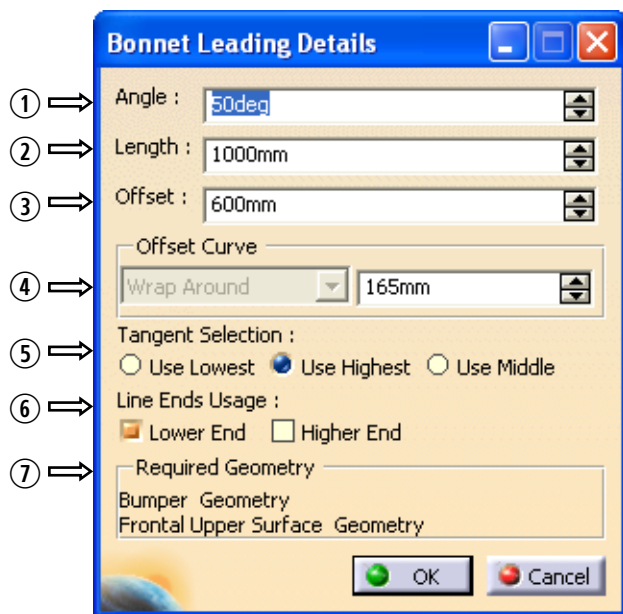 Bonnet Leading Details
① Angle : 50deg
② Length : 1000mm
③ Offset : 600mm
Offset Curve
④ Wrap Around 165mm
⑤ Tangent Selection :
Use Lowest Use Highest Use Middle
⑥ Line Ends Usage :
Lower End Higher End
⑦ Required Geometry
Bumper Geometry
Frontal Upper Surface Geometry
OK Cancel